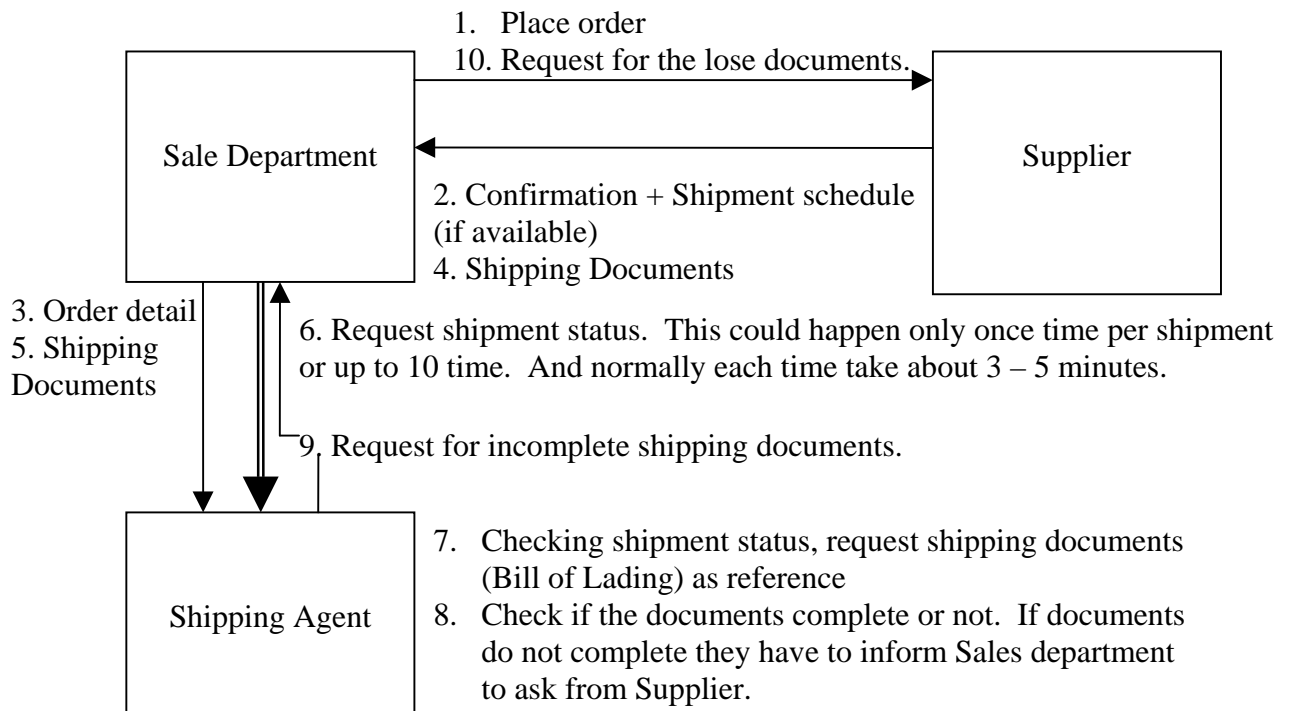 1. Place order
10. Request for the lose documents.
Sale Department
Supplier
2. Confirmation + Shipment schedule
(if available)
4. Shipping Documents
3. Order detail
5. Shipping
Documents
6. Request shipment status. This could happen only once time per shipment
or up to 10 time. And normally each time take about 3 – 5 minutes.
9. Request for incomplete shipping documents.
Shipping Agent
7. Checking shipment status, request shipping documents
(Bill of Lading) as reference
8. Check if the documents complete or not. If documents
do not complete they have to inform Sales department
to ask from Supplier.